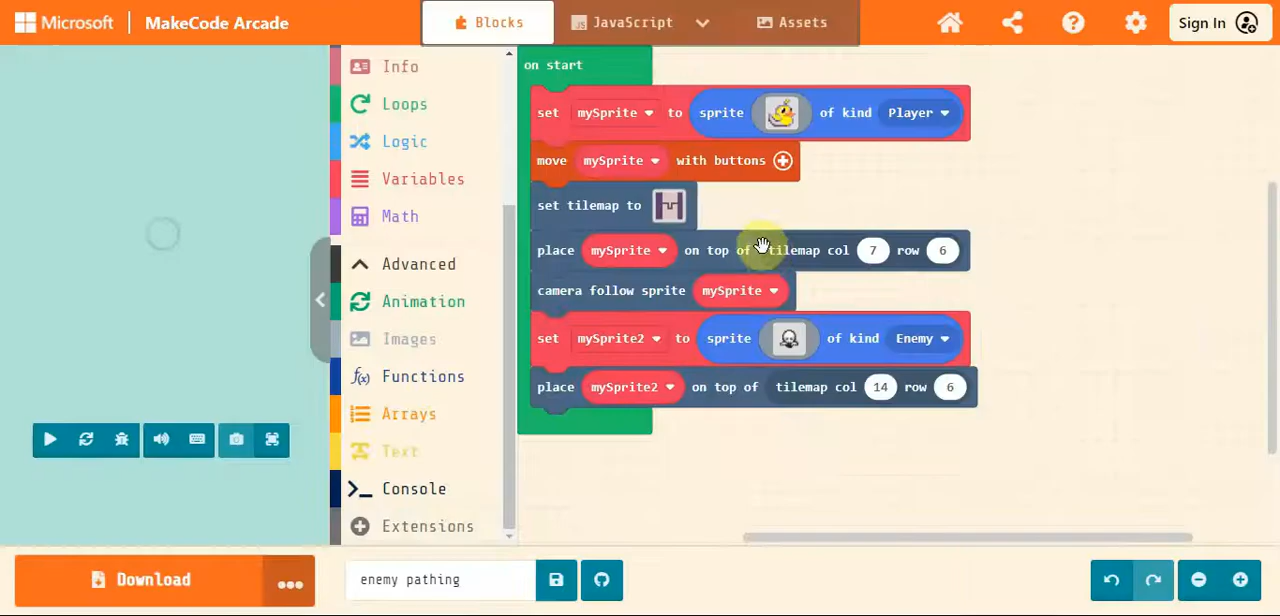 Microsoft MakeCode Arcade Blocks JavaScript Assets Sign In
Info
Loops
Logic
Variables
Math
Advanced
Animation
Images
Functions
Arrays
Text
Console
Extensions
on start
set mySprite to sprite of kind Player
move mySprite with buttons
set tilemap to
place mySprite on top of tilemap col 7 row 6
camera follow sprite mySprite
set mySprite2 to sprite of kind Enemy
place mySprite2 on top of tilemap col 14 row 6
Download
enemy pathing